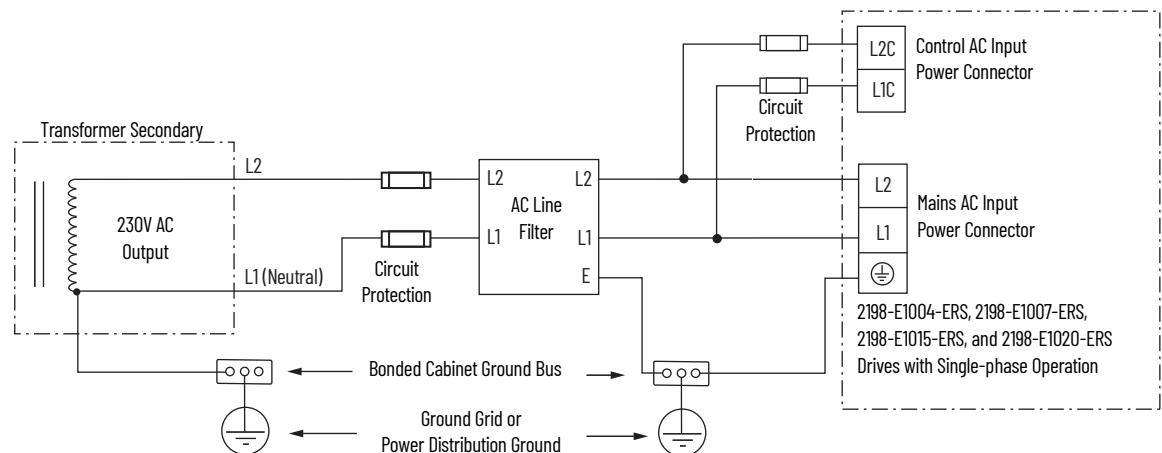 Transformer Secondary
230V AC
Output
L2
L1 (Neutral)
Circuit
Protection
L2
L2
AC Line
Filter
L1
L1
E
Circuit
Protection
L2C
L1C
Control AC Input
Power Connector
L2
L1
Mains AC Input
Power Connector
2198-E1004-ERS, 2198-E1007-ERS,
2198-E1015-ERS, and 2198-E1020-ERS
Drives with Single-phase Operation
Bonded Cabinet Ground Bus
Ground Grid or
Power Distribution Ground